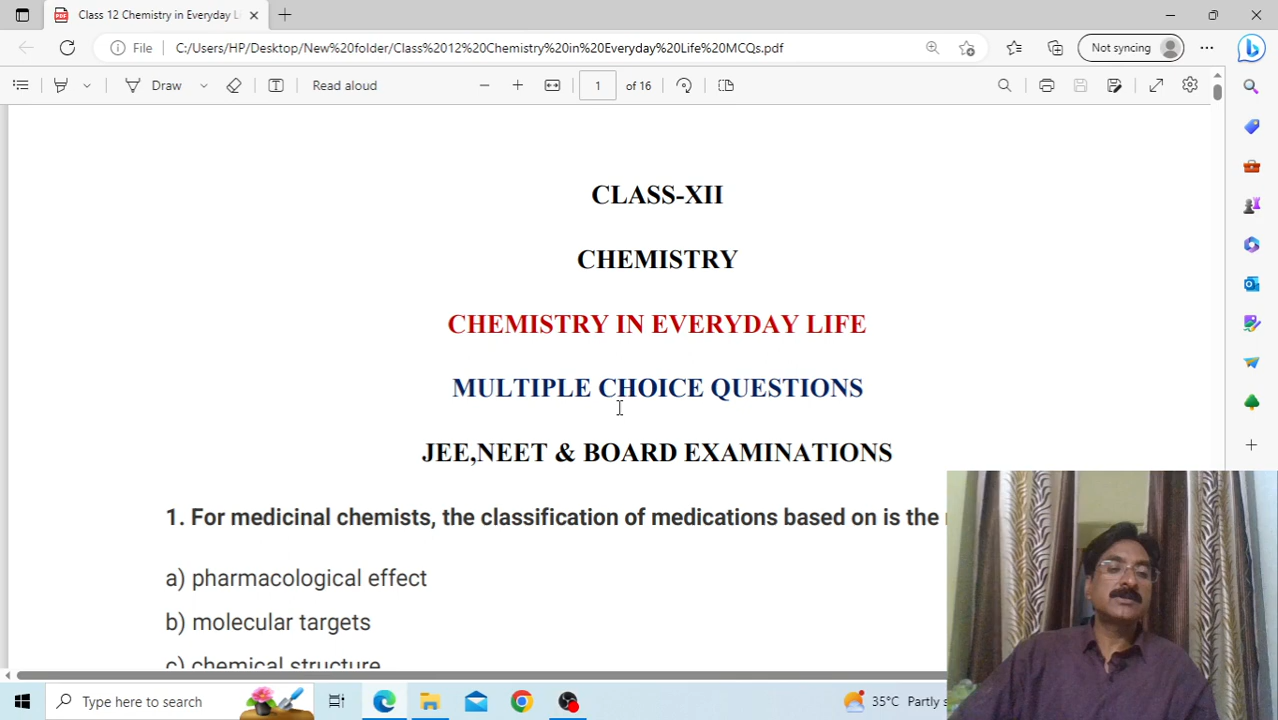 Class 12 Chemistry in Everyday L
File
C:/Users/HP/Desktop/New%20folder/Class%2012%20Chemistry%20in%20Everyday%20Life%20MCQs.pdf
Not syncing
Draw
Read aloud
1
of 16
CLASS-XII
CHEMISTRY
CHEMISTRY IN EVERYDAY LIFE
MULTIPLE CHOICE QUESTIONS
JEE,NEET & BOARD EXAMINATIONS
1. For medicinal chemists, the classification of medications based on is the
a) pharmacological effect
b) molecular targets
c) chemical structure
Type here to search
35°C Partly s